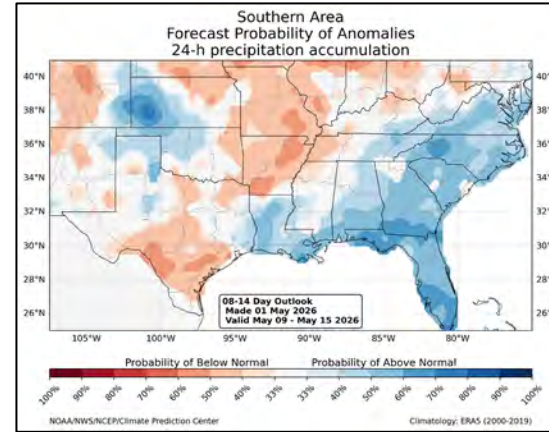 Southern Area
Forecast Probability of Anomalies
24-h precipitation accumulation
40°N 40°N
38°N 38°N
36°N 36°N
34°N 34°N
32°N 32°N
30°N 30°N
28°N 28°N
26°N 26°N
08-14 Day Outlook
Made 01 May 2026
Valid May 09 - May 15 2026
105°W 100°W 95°W 90°W 85°W 80°W
Probability of Below Normal Probability of Above Normal
100% 90% 80% 70% 60% 50% 40% 33% 33% 40% 50% 60% 70% 80% 90% 100%
NOAA/NWS/NCEP/Climate Prediction Center Climatology: ERA5 (2000-2019)